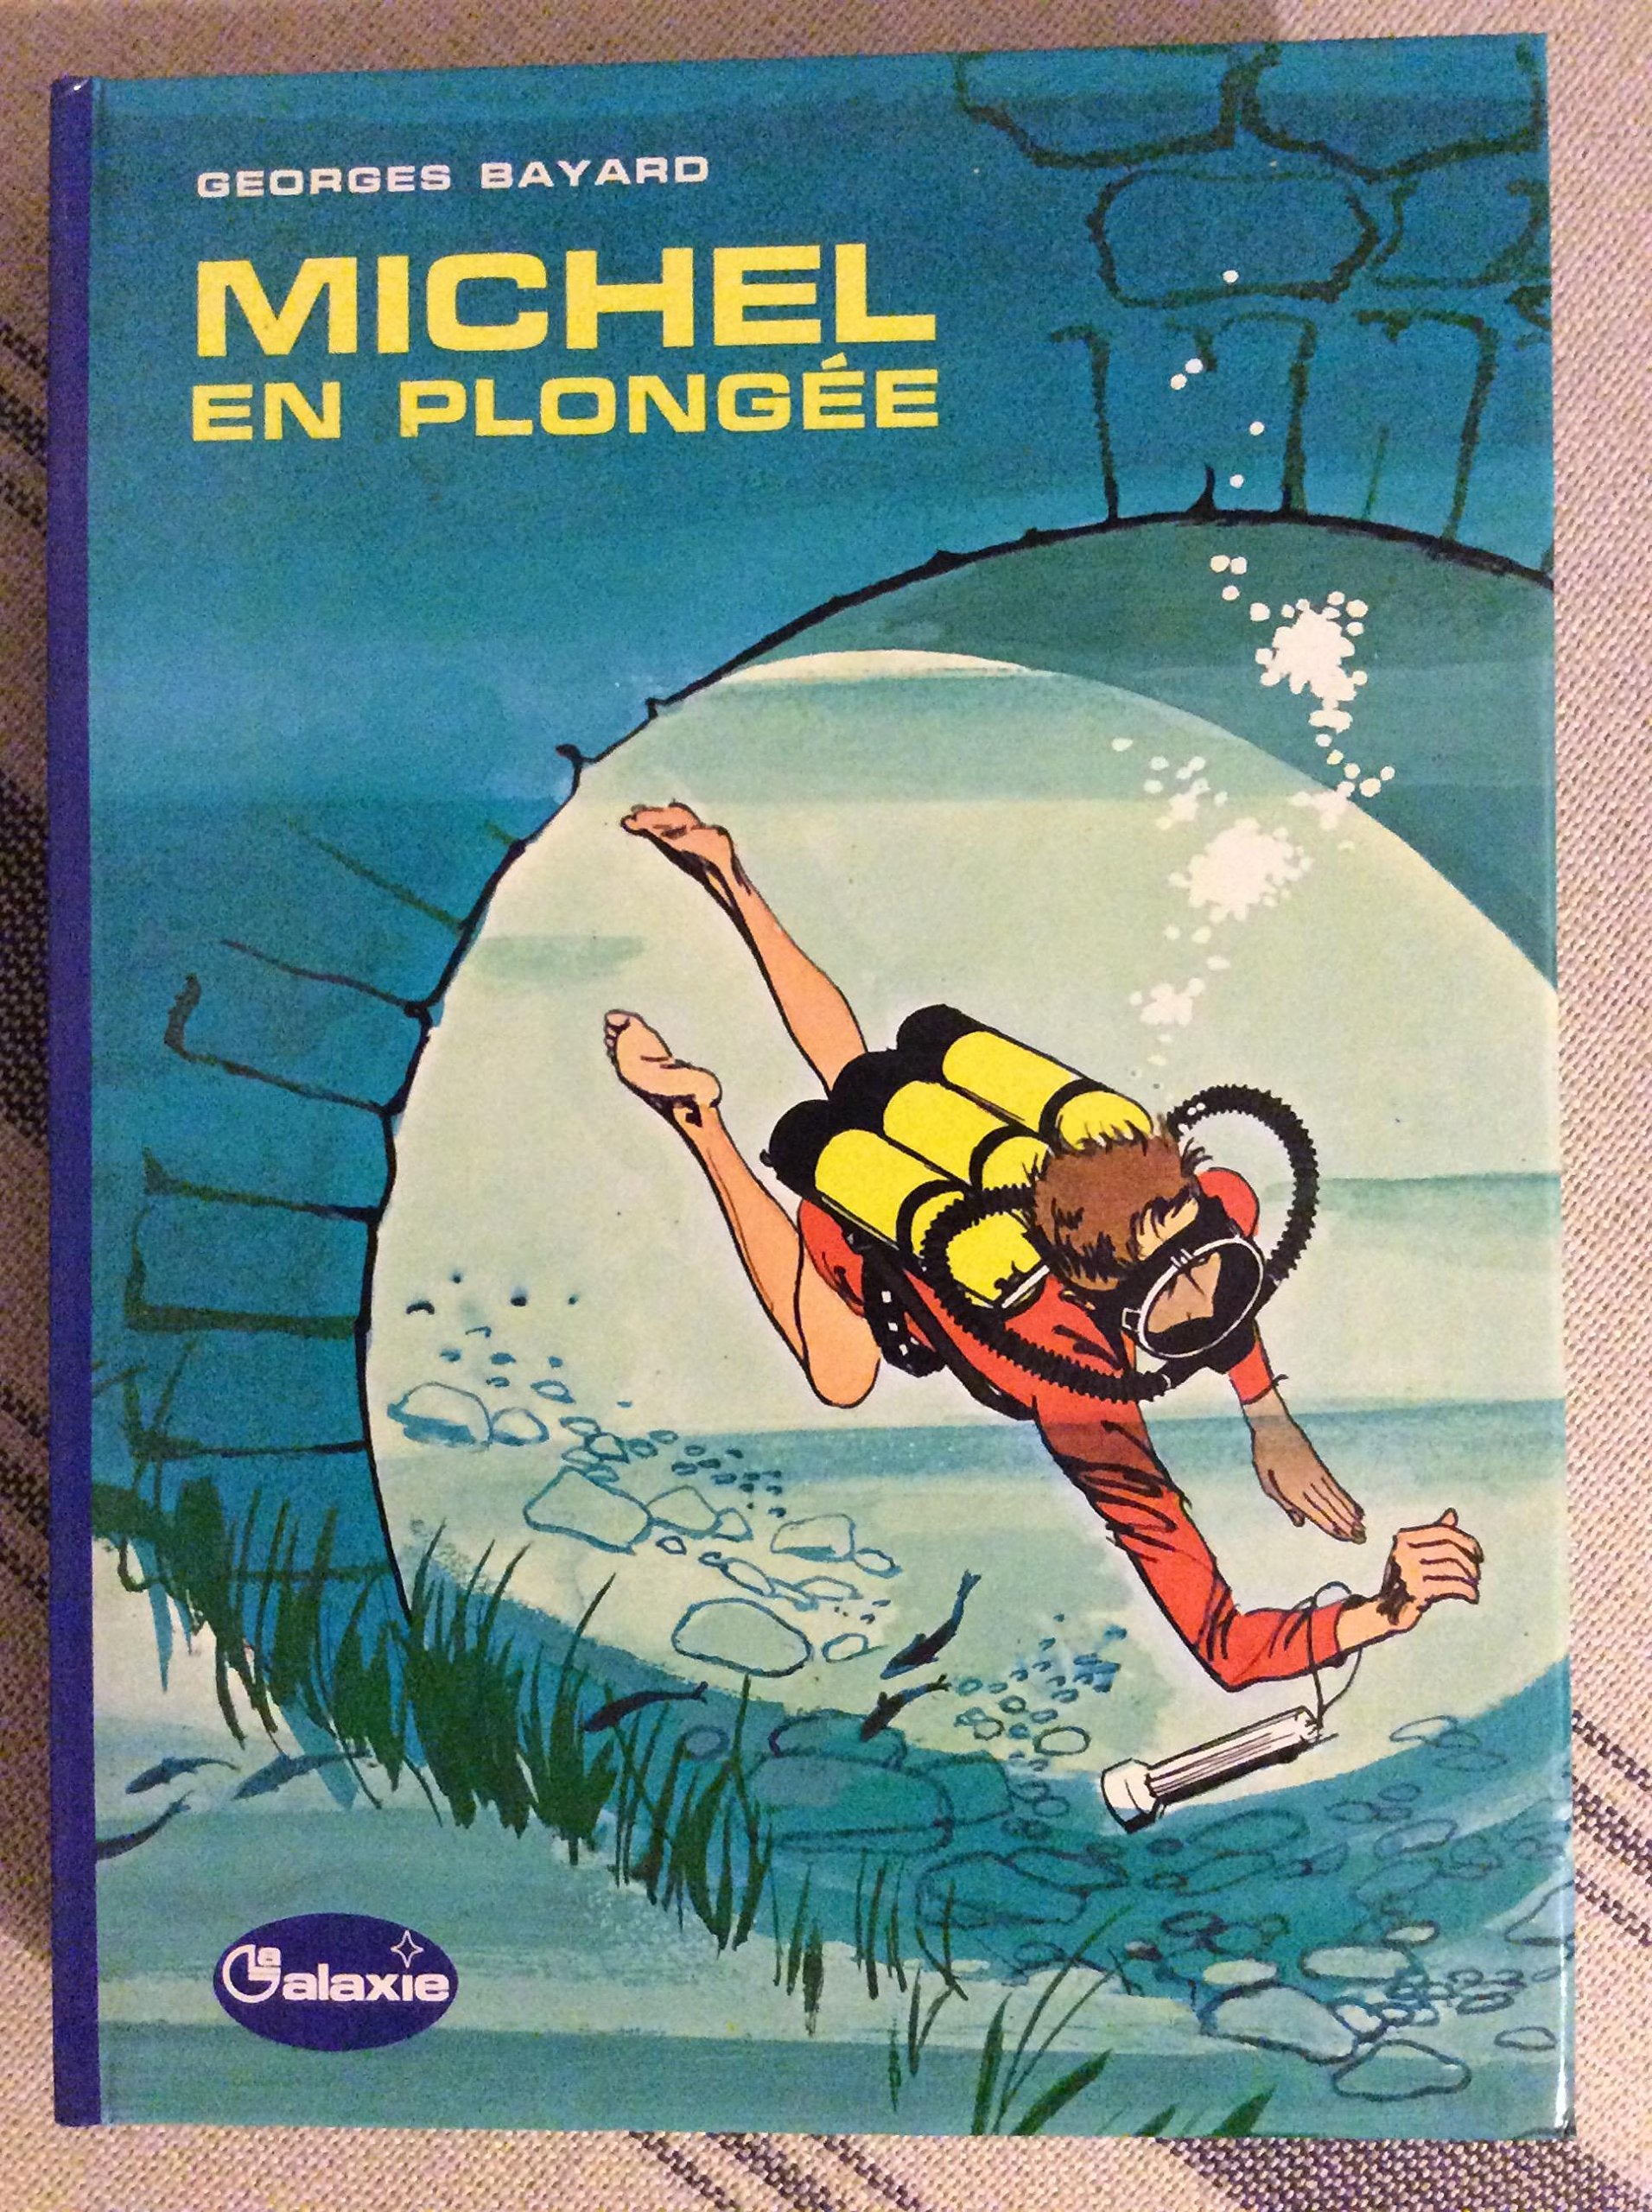 GEORGES BAYARD
MICHEL
EN PLONGÉE
La Galaxie